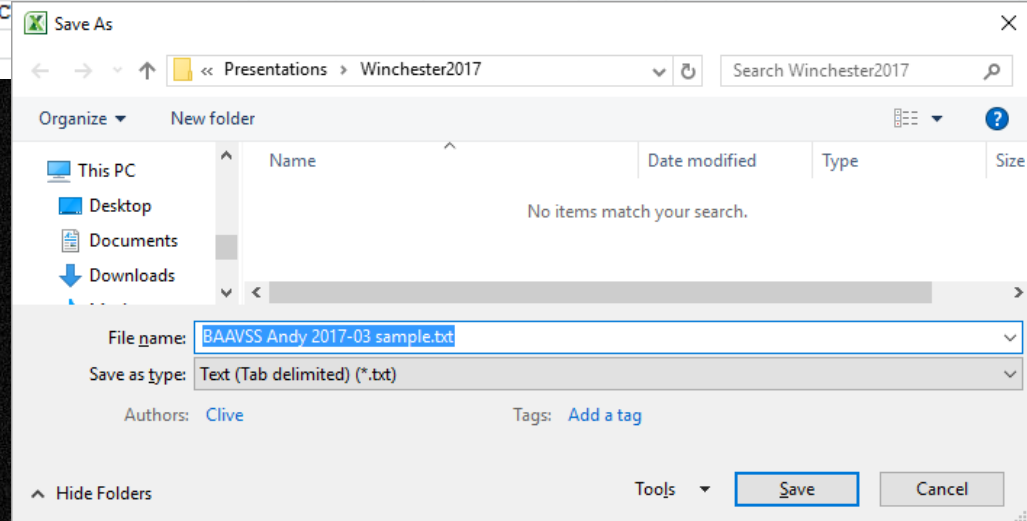 Save As
« Presentations › Winchester2017
Search Winchester2017
Organize
New folder
?
This PC
Desktop
Documents
Downloads
Name
Date modified
Type
Size
No items match your search.
File name: BAAVSS Andy 2017-03 sample.txt
Save as type: Text (Tab delimited) (*.txt)
Authors: Clive
Tags: Add a tag
Hide Folders
Tools
Save
Cancel